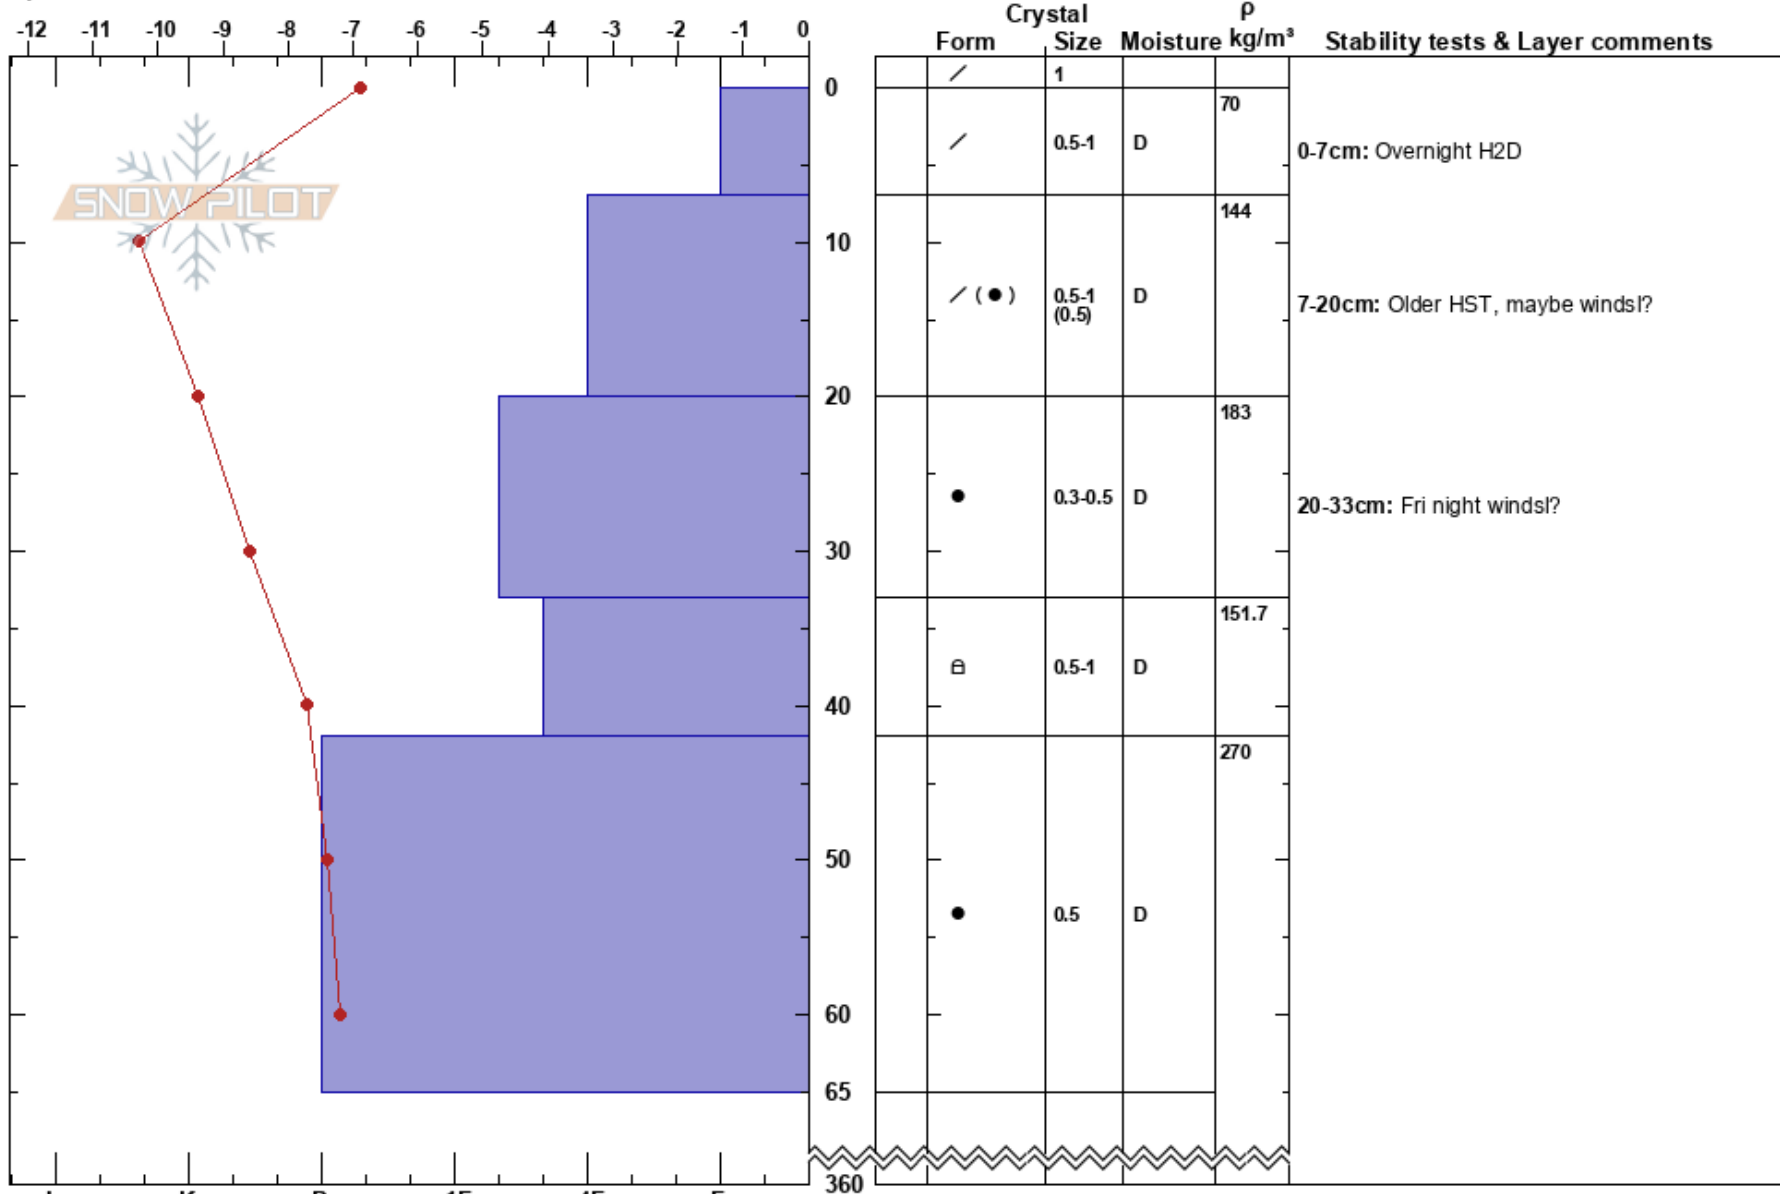 -12 -11 -10 -9 -8 -7 -6 -5 -4 -3 -2 -1 0
Crystal ρ
Form Size Moisture kg/m³ Stability tests & Layer comments
1
0
70
0.5-1 D
0-7cm: Overnight H2D
SNOW PILOT
144
10
0.5-1 D
(0.5)
7-20cm: Older HST, maybe windsl?
20
183
0.3-0.5 D
20-33cm: Fri night windsl?
30
151.7
0.5-1 D
40
270
50
0.5 D
60
65
360